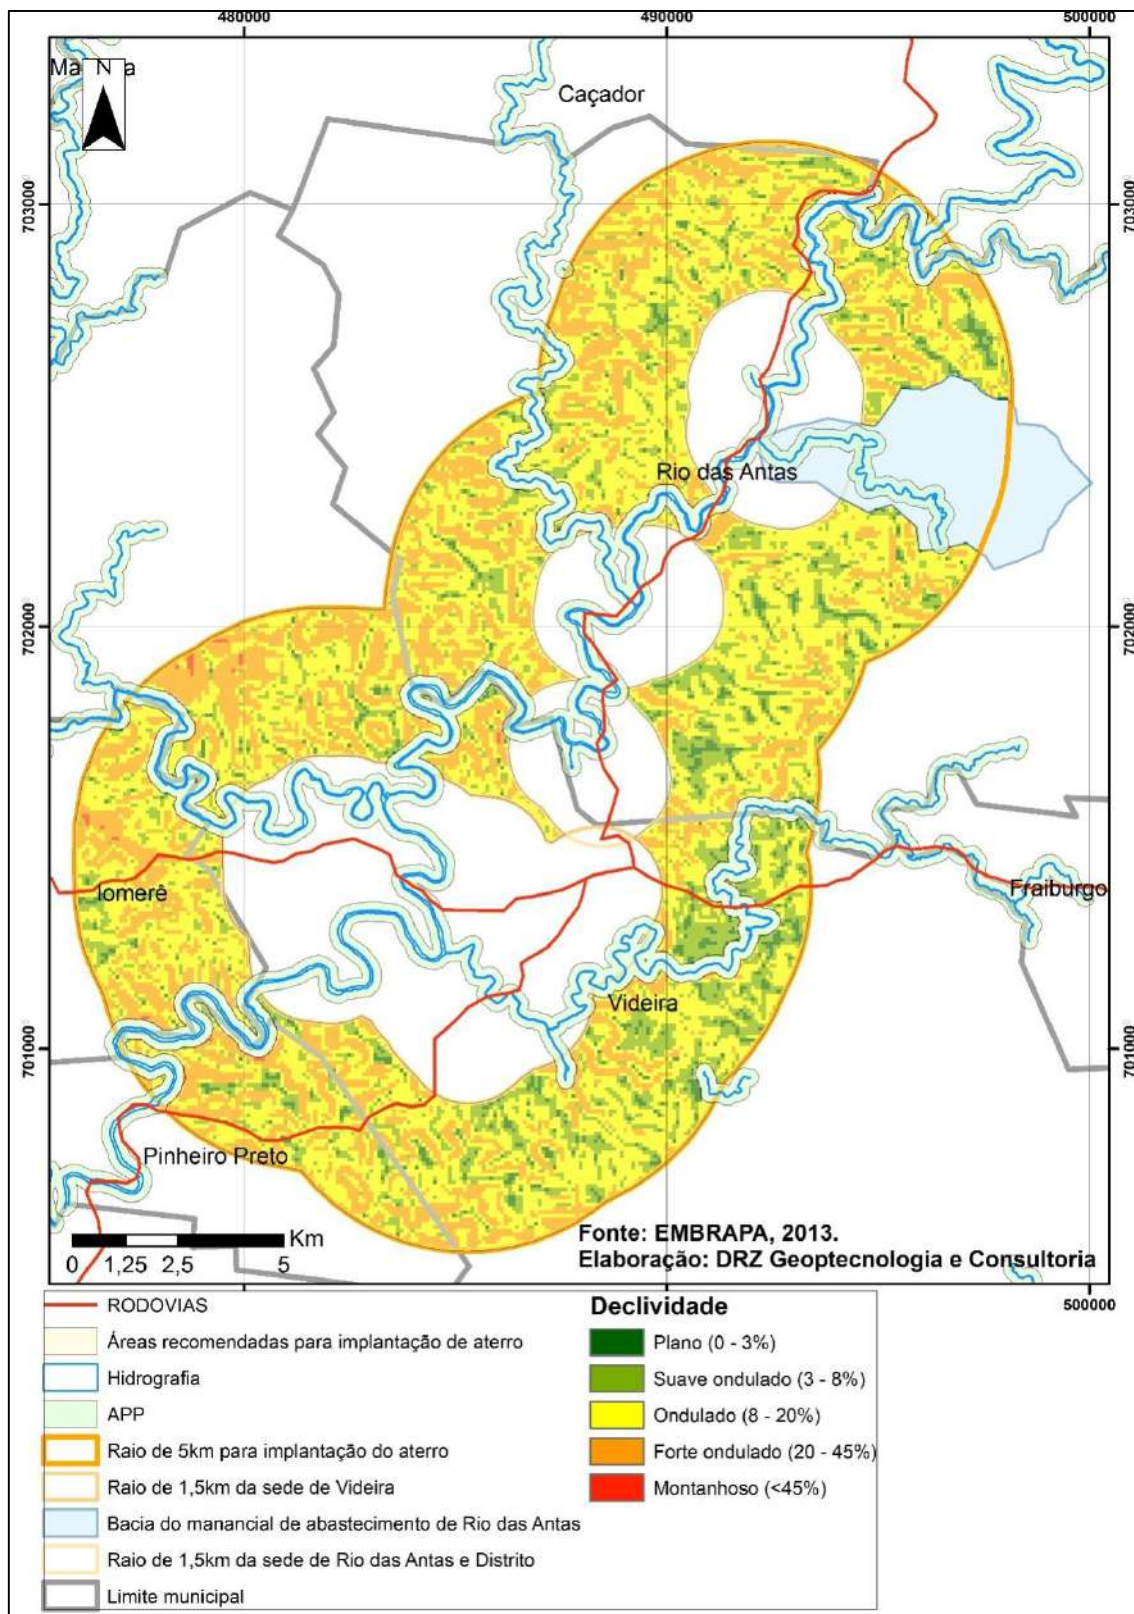 480000
490000
500000
Caçador
N
703000
703000
Rio das Antas
702000
702000
Iomerê
Fraiburgo
Videira
701000
701000
Pinheiro Preto
Km
0 1,25 2,5 5
Fonte: EMBRAPA, 2013.
Elaboração: DRZ Geoptecnologia e Consultoria
480000
490000
500000
RODOVIAS
Áreas recomendadas para implantação de aterro
Hidrografia
APP
Raio de 5km para implantação do aterro
Raio de 1,5km da sede de Videira
Bacia do manancial de abastecimento de Rio das Antas
Raio de 1,5km da sede de Rio das Antas e Distrito
Limite municipal
Declividade
Plano (0 - 3%)
Suave ondulado (3 - 8%)
Ondulado (8 - 20%)
Forte ondulado (20 - 45%)
Montanhoso (<45%)